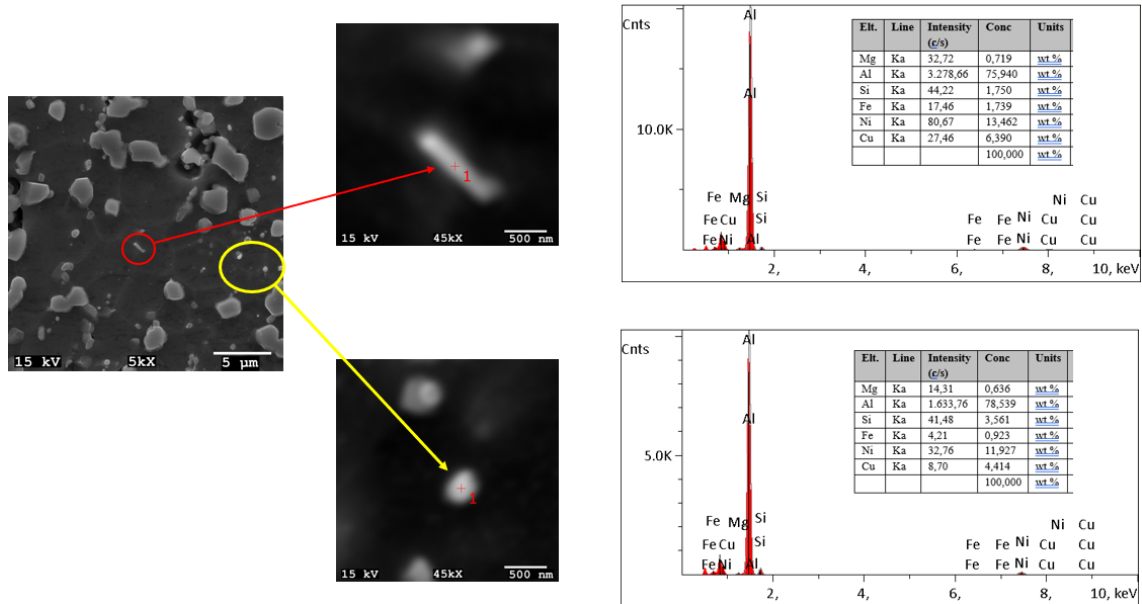 15 kV 5kX 5 µm
1
15 kV 45kX 500 nm
1
15 kV 45kX 500 nm
Cnts
Al
Al
10.0K
Elt. Line Intensity (c/s) Conc Units
Mg Ka 32,72 0,719 wt.%
Al Ka 3.278,66 75,940 wt.%
Si Ka 44,22 1,750 wt.%
Fe Ka 17,46 1,739 wt.%
Ni Ka 80,67 13,462 wt.%
Cu Ka 27,46 6,390 wt.%
100,000 wt.%
Fe Mg Si Ni Cu
Fe Cu Si Fe Fe Ni Cu Cu
Fe Ni Al Fe Fe Ni Cu Cu
2, 4, 6, 8, 10, keV
Cnts
Al
Al
5.0K
Elt. Line Intensity (c/s) Conc Units
Mg Ka 14,31 0,636 wt.%
Al Ka 1.633,76 78,539 wt.%
Si Ka 41,48 3,561 wt.%
Fe Ka 4,21 0,923 wt.%
Ni Ka 32,76 11,927 wt.%
Cu Ka 8,70 4,414 wt.%
100,000 wt.%
Fe Mg Si Ni Cu
Fe Cu Si Fe Fe Ni Cu Cu
Fe Ni Al Fe Fe Ni Cu Cu
2, 4, 6, 8, 10, keV